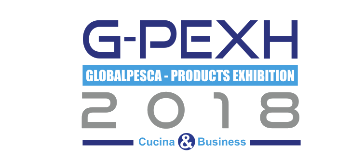 G-PEXH
GLOBALPESCA - PRODUCTS EXHIBITION
2018
Cucina & Business